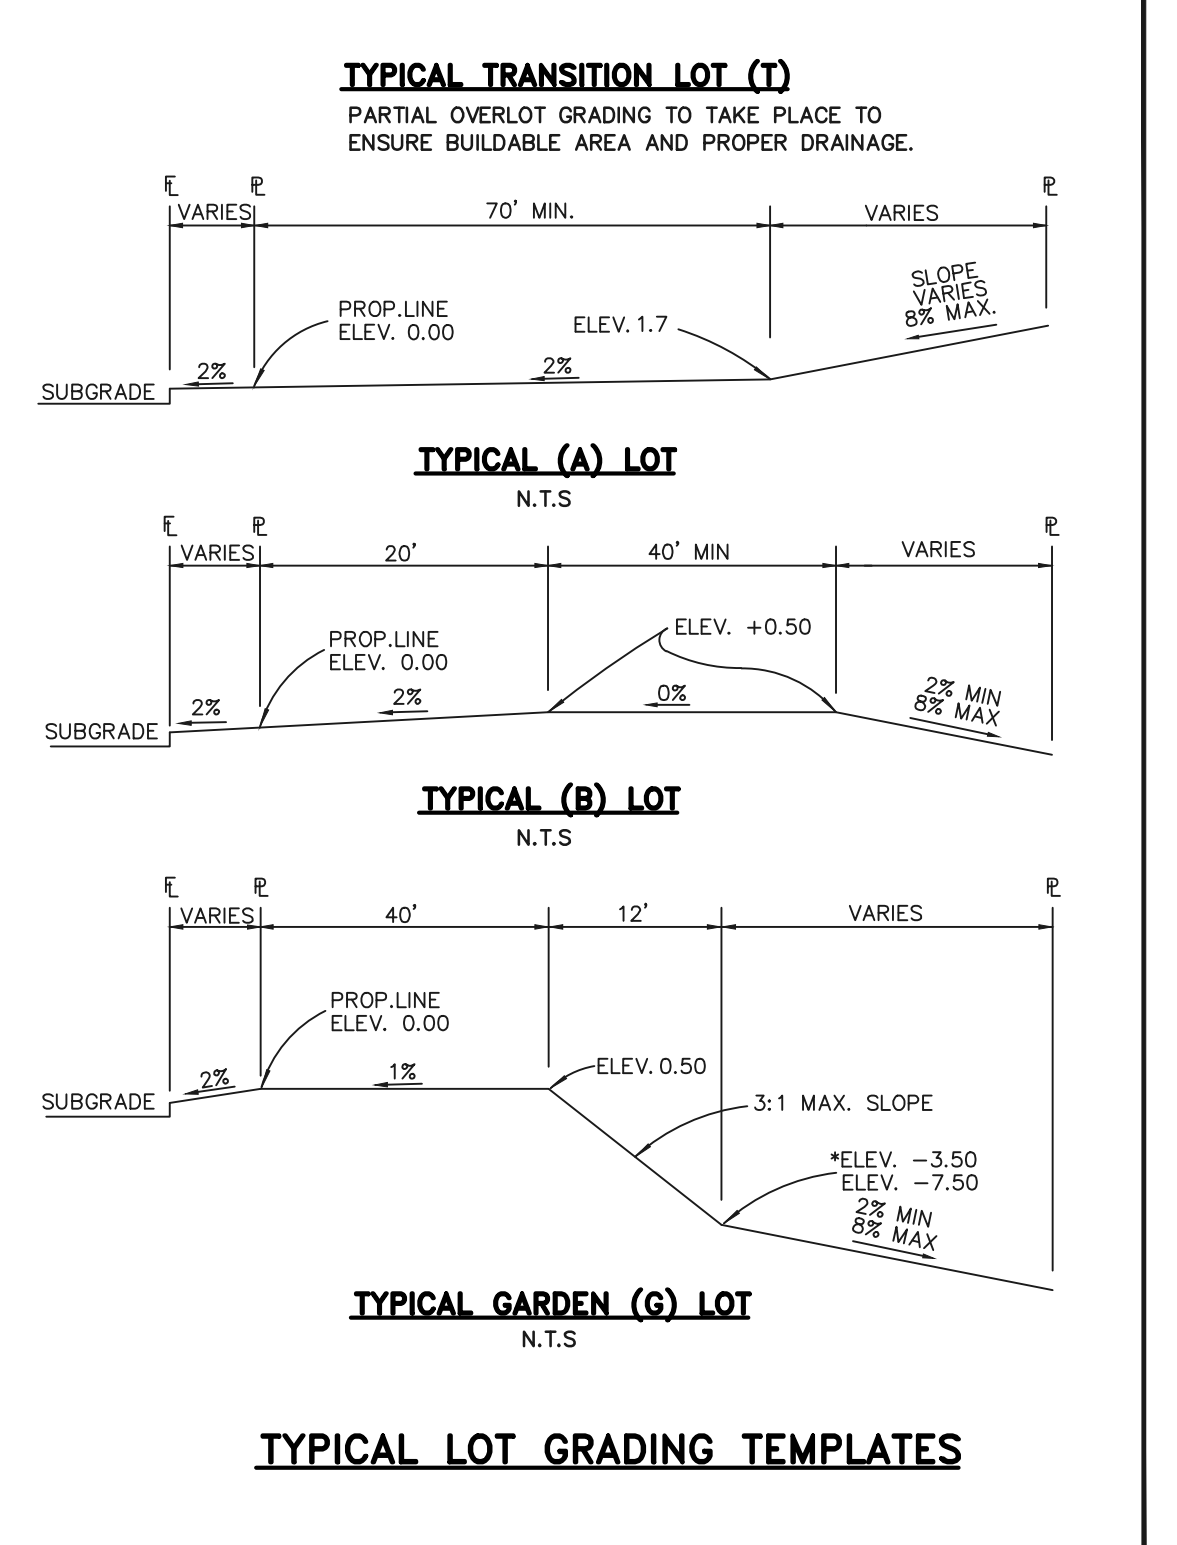 TYPICAL TRANSITION LOT (T)
PARTIAL OVERLOT GRADING TO TAKE PLACE TO
ENSURE BUILDABLE AREA AND PROPER DRAINAGE.
FL PL PL
VARIES 70' MIN. VARIES
SLOPE
VARIES
8% MAX.
PROP.LINE
ELEV. 0.00
ELEV. 1.7
2% 2%
SUBGRADE
TYPICAL (A) LOT
N.T.S
FL PL PL
VARIES 20' 40' MIN VARIES
ELEV. +0.50
PROP.LINE
ELEV. 0.00
2% 2% 0%
2% MIN
8% MAX
SUBGRADE
TYPICAL (B) LOT
N.T.S
FL PL PL
VARIES 40' 12' VARIES
PROP.LINE
ELEV. 0.00
2% 1% ELEV. 0.50
SUBGRADE
3:1 MAX. SLOPE
*ELEV. -3.50
ELEV. -7.50
2% MIN
8% MAX
TYPICAL GARDEN (G) LOT
N.T.S
TYPICAL LOT GRADING TEMPLATES